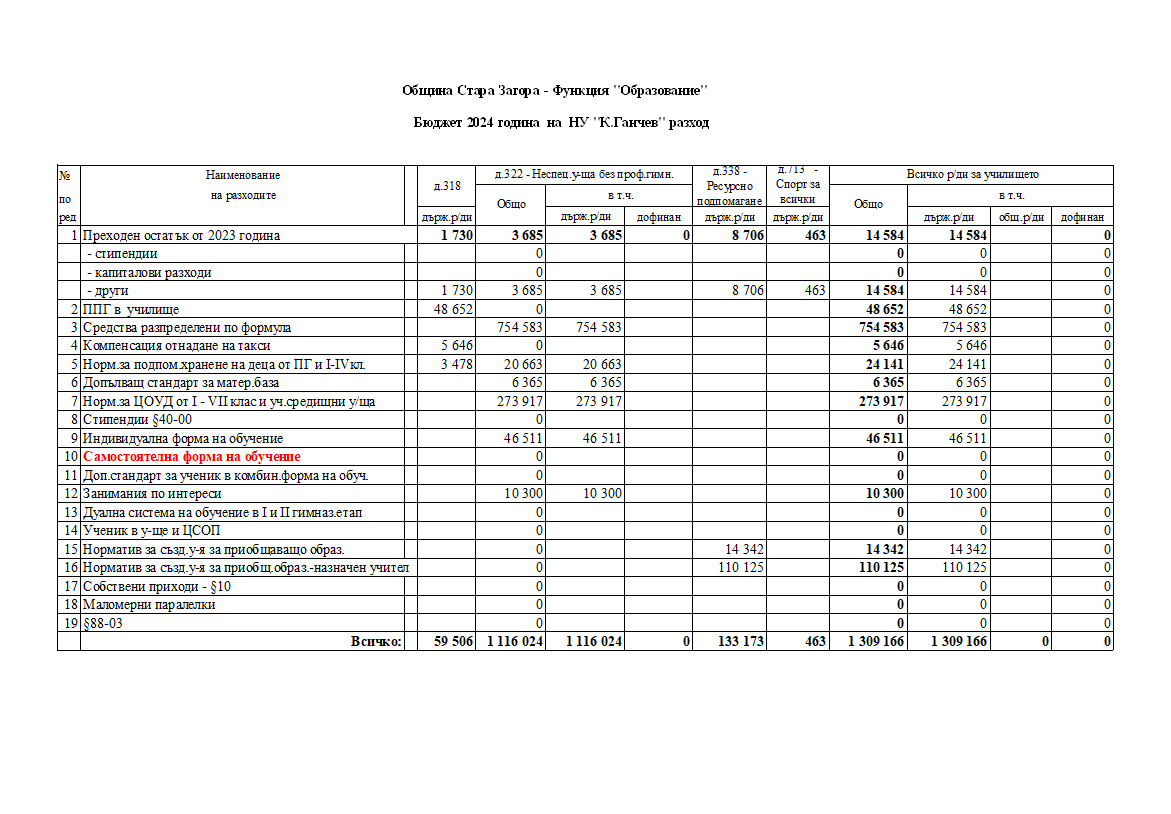 Община Стара Загора - Функция "Образование"
Бюджет 2024 година на НУ "К.Ганчев" разход
№ по ред Наименование на разходите д.318 д.322 - Неспец.у-ща без проф.гимн. д.338 - Ресурсно подпомагане д.713 - Спорт за всички Всичко р/ди за училището
Общо в т.ч. Общо в т.ч.
държ.р/ди държ.р/ди дофинан държ.р/ди държ.р/ди държ.р/ди общ.р/ди дофинан
1 Преходен остатък от 2023 година 1 730 3 685 3 685 0 8 706 463 14 584 14 584 0
- стипендии 0 0 0 0
- капиталови разходи 0 0 0 0
- други 1 730 3 685 3 685 8 706 463 14 584 14 584 0
2 ППГ в училище 48 652 0 48 652 48 652 0
3 Средства разпределени по формула 754 583 754 583 754 583 754 583 0
4 Компенсация отнадане на такси 5 646 0 5 646 5 646 0
5 Норм.за подпом.хранене на деца от ПГ и I-IVкл. 3 478 20 663 20 663 24 141 24 141 0
6 Допълващ стандарт за матер.база 6 365 6 365 6 365 6 365 0
7 Норм.за ЦОУД от I - VII клас и уч.средищни у/ща 273 917 273 917 273 917 273 917 0
8 Стипендии §40-00 0 0 0 0
9 Индивидуална форма на обучение 46 511 46 511 46 511 46 511 0
10 Самостоятелна форма на обучение 0 0 0 0
11 Доп.стандарт за ученик в комбин.форма на обуч. 0 0 0 0
12 Занимания по интереси 10 300 10 300 10 300 10 300 0
13 Дуална система на обучение в I и II гимназ.етап 0 0 0 0
14 Ученик в у-ще и ЦСОП 0 0 0 0
15 Норматив за създ.у-я за приобщаващо образ. 0 14 342 14 342 14 342 0
16 Норматив за създ.у-я за приобщ.образ.-назначен учител 0 110 125 110 125 110 125 0
17 Собствени приходи - §10 0 0 0 0
18 Маломерни паралелки 0 0 0 0
19 §88-03 0 0 0 0
Всичко: 59 506 1 116 024 1 116 024 0 133 173 463 1 309 166 1 309 166 0 0